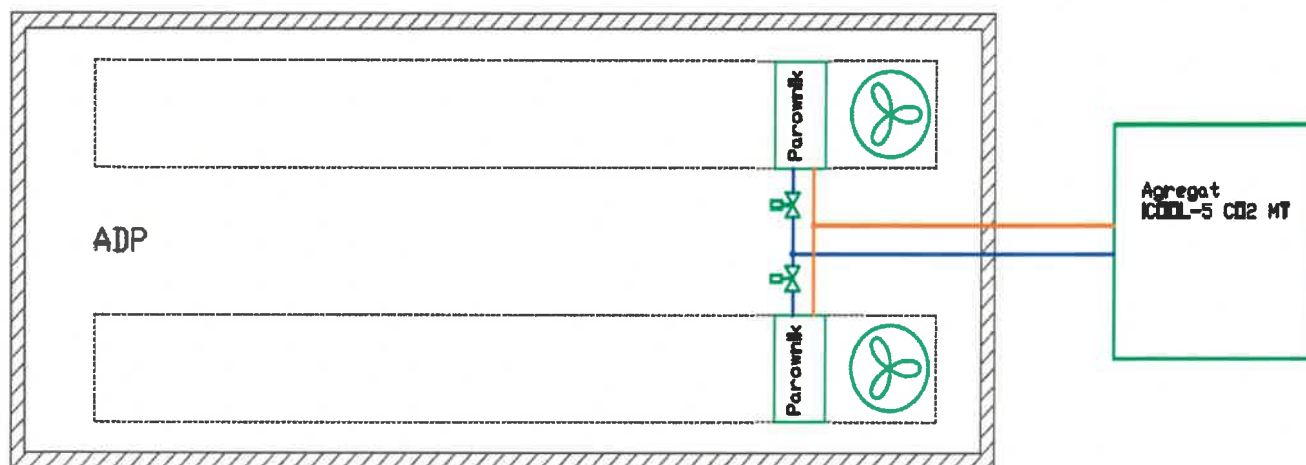 Parownik
ADP
Agregat
ICOOL-5 CO2 MT
Parownik